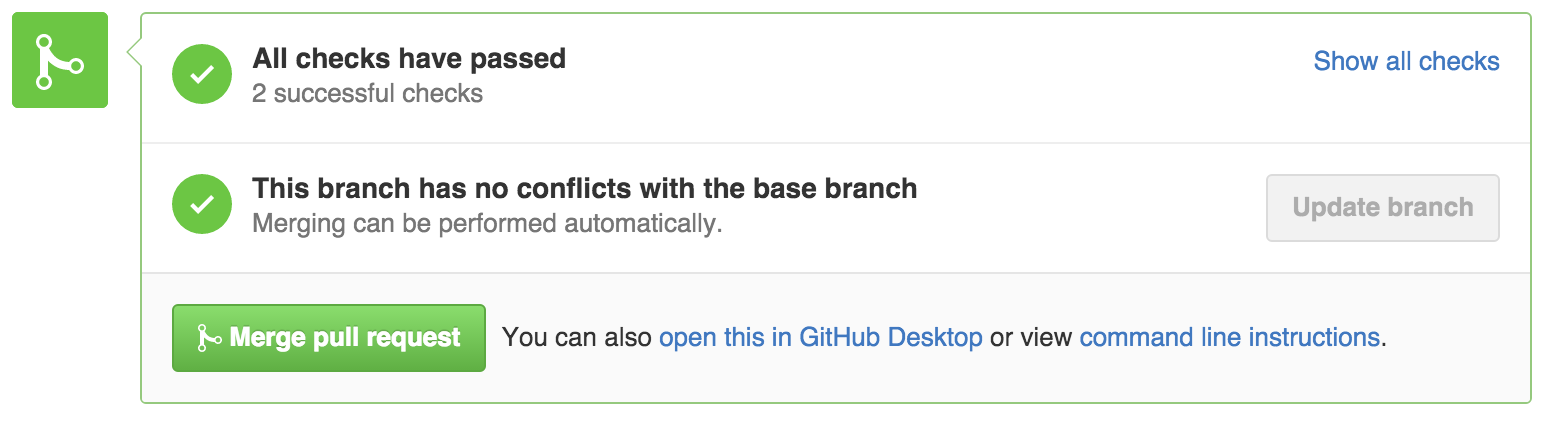 All checks have passed
Show all checks
2 successful checks
This branch has no conflicts with the base branch
Update branch
Merging can be performed automatically.
Merge pull request
You can also open this in GitHub Desktop or view command line instructions.